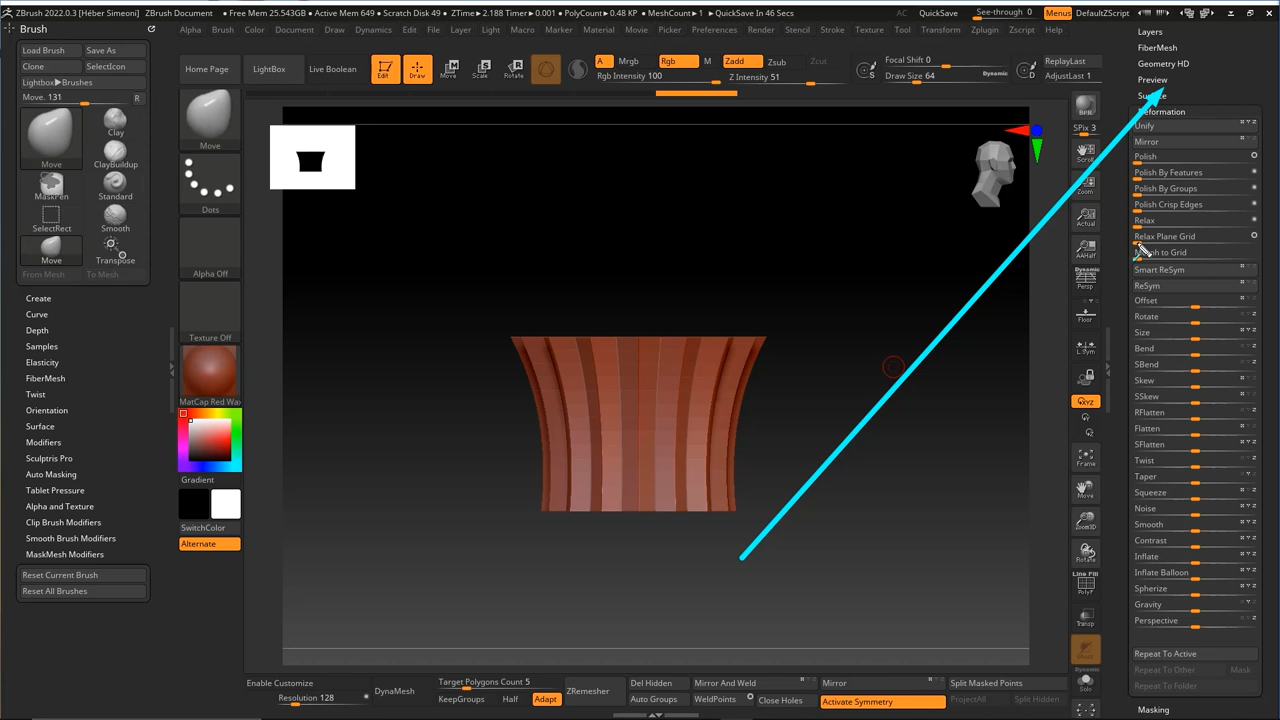 ZBrush 2022.0.3 [Héber Simeoni] ZBrush Document • Free Mem 25.543GB • Active Mem 649 • Scratch Disk 49 • ZTime▸2.188 Timer▸0.001 • PolyCount▸0.48 KP • MeshCount▸1 • QuickSave In 46 Secs AC QuickSave See-through 0 Menus DefaultZScript
Alpha Brush Color Document Draw Dynamics Edit File Layer Light Macro Marker Material Movie Picker Preferences Render Stencil Stroke Texture Tool Transform Zplugin Zscript Help
Brush
Load Brush Save As
Clone SelectIcon
Lightbox▸Brushes
Move. 131 R
Move
Clay
ClayBuildup
MaskPen
Standard
SelectRect
Smooth
Move
Transpose
From Mesh To Mesh
Create
Curve
Depth
Samples
Elasticity
FiberMesh
Twist
Orientation
Surface
Modifiers
Sculptris Pro
Auto Masking
Tablet Pressure
Alpha and Texture
Clip Brush Modifiers
Smooth Brush Modifiers
MaskMesh Modifiers
Reset Current Brush
Reset All Brushes
Home Page LightBox Live Boolean
Edit Draw Move Scale Rotate
A Mrgb Rgb M Zadd Zsub Zcut
Rgb Intensity 100 Z Intensity 51
S Focal Shift 0
Draw Size 64 Dynamic
D ReplayLast
AdjustLast 1
Move
Dots
Alpha Off
Texture Off
MatCap Red Wax
Gradient
SwitchColor
Alternate
BPR
SPix 3
Scroll
Zoom
Actual
AAHalf
Dynamic
Persp
Floor
L.Sym
XYZ
Frame
Move
Zoom3D
Rotate
Line Fill
PolyF
Transp
Ghost
Dynamic
Solo
Layers
FiberMesh
Geometry HD
Preview
Deformation
Unify
Mirror
Polish
Polish By Features
Polish By Groups
Polish Crisp Edges
Relax
Relax Plane Grid
to Grid
Smart ReSym
ReSym
Offset
Rotate
Size
Bend
SBend
Skew
SSkew
RFlatten
Flatten
SFlatten
Twist
Taper
Squeeze
Noise
Smooth
Contrast
Inflate
Inflate Balloon
Spherize
Gravity
Perspective
Repeat To Active
Repeat To Other Mask
Repeat To Folder
Masking
Enable Customize
Resolution 128
DynaMesh
Target Polygons Count 5
KeepGroups Half Adapt
ZRemesher
Del Hidden Mirror And Weld
Auto Groups WeldPoints Close Holes
Mirror Split Masked Points
Activate Symmetry ProjectAll Split Hidden